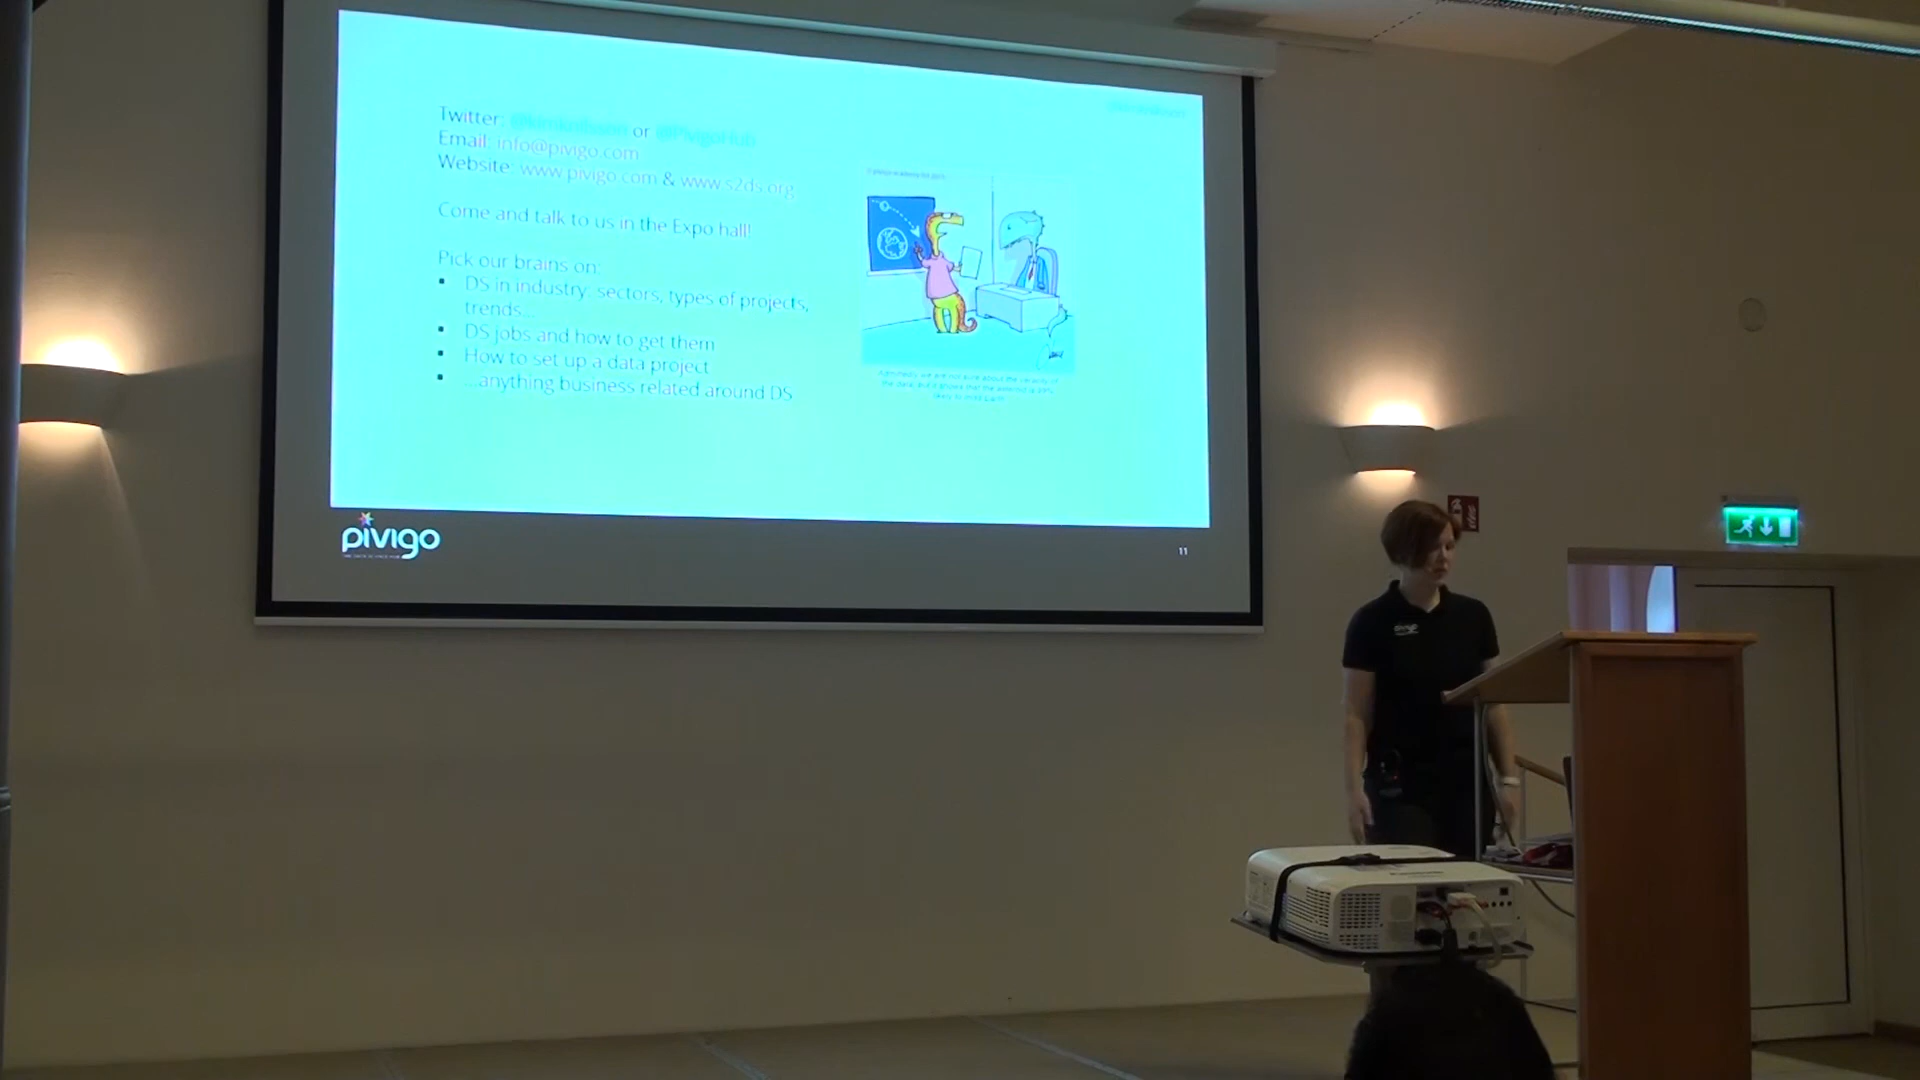 Twitter: or @PivigoHub
Email: info@pivigo.com
Website: www.pivigo.com & www.s2ds.org
Come and talk to us in the Expo hall!
Pick our brains on:
▪ DS in industry: sectors, types of projects,
trends...
▪ DS jobs and how to get them
▪ How to set up a data project
▪ ...anything business related around DS
pivigo
11
pivigo